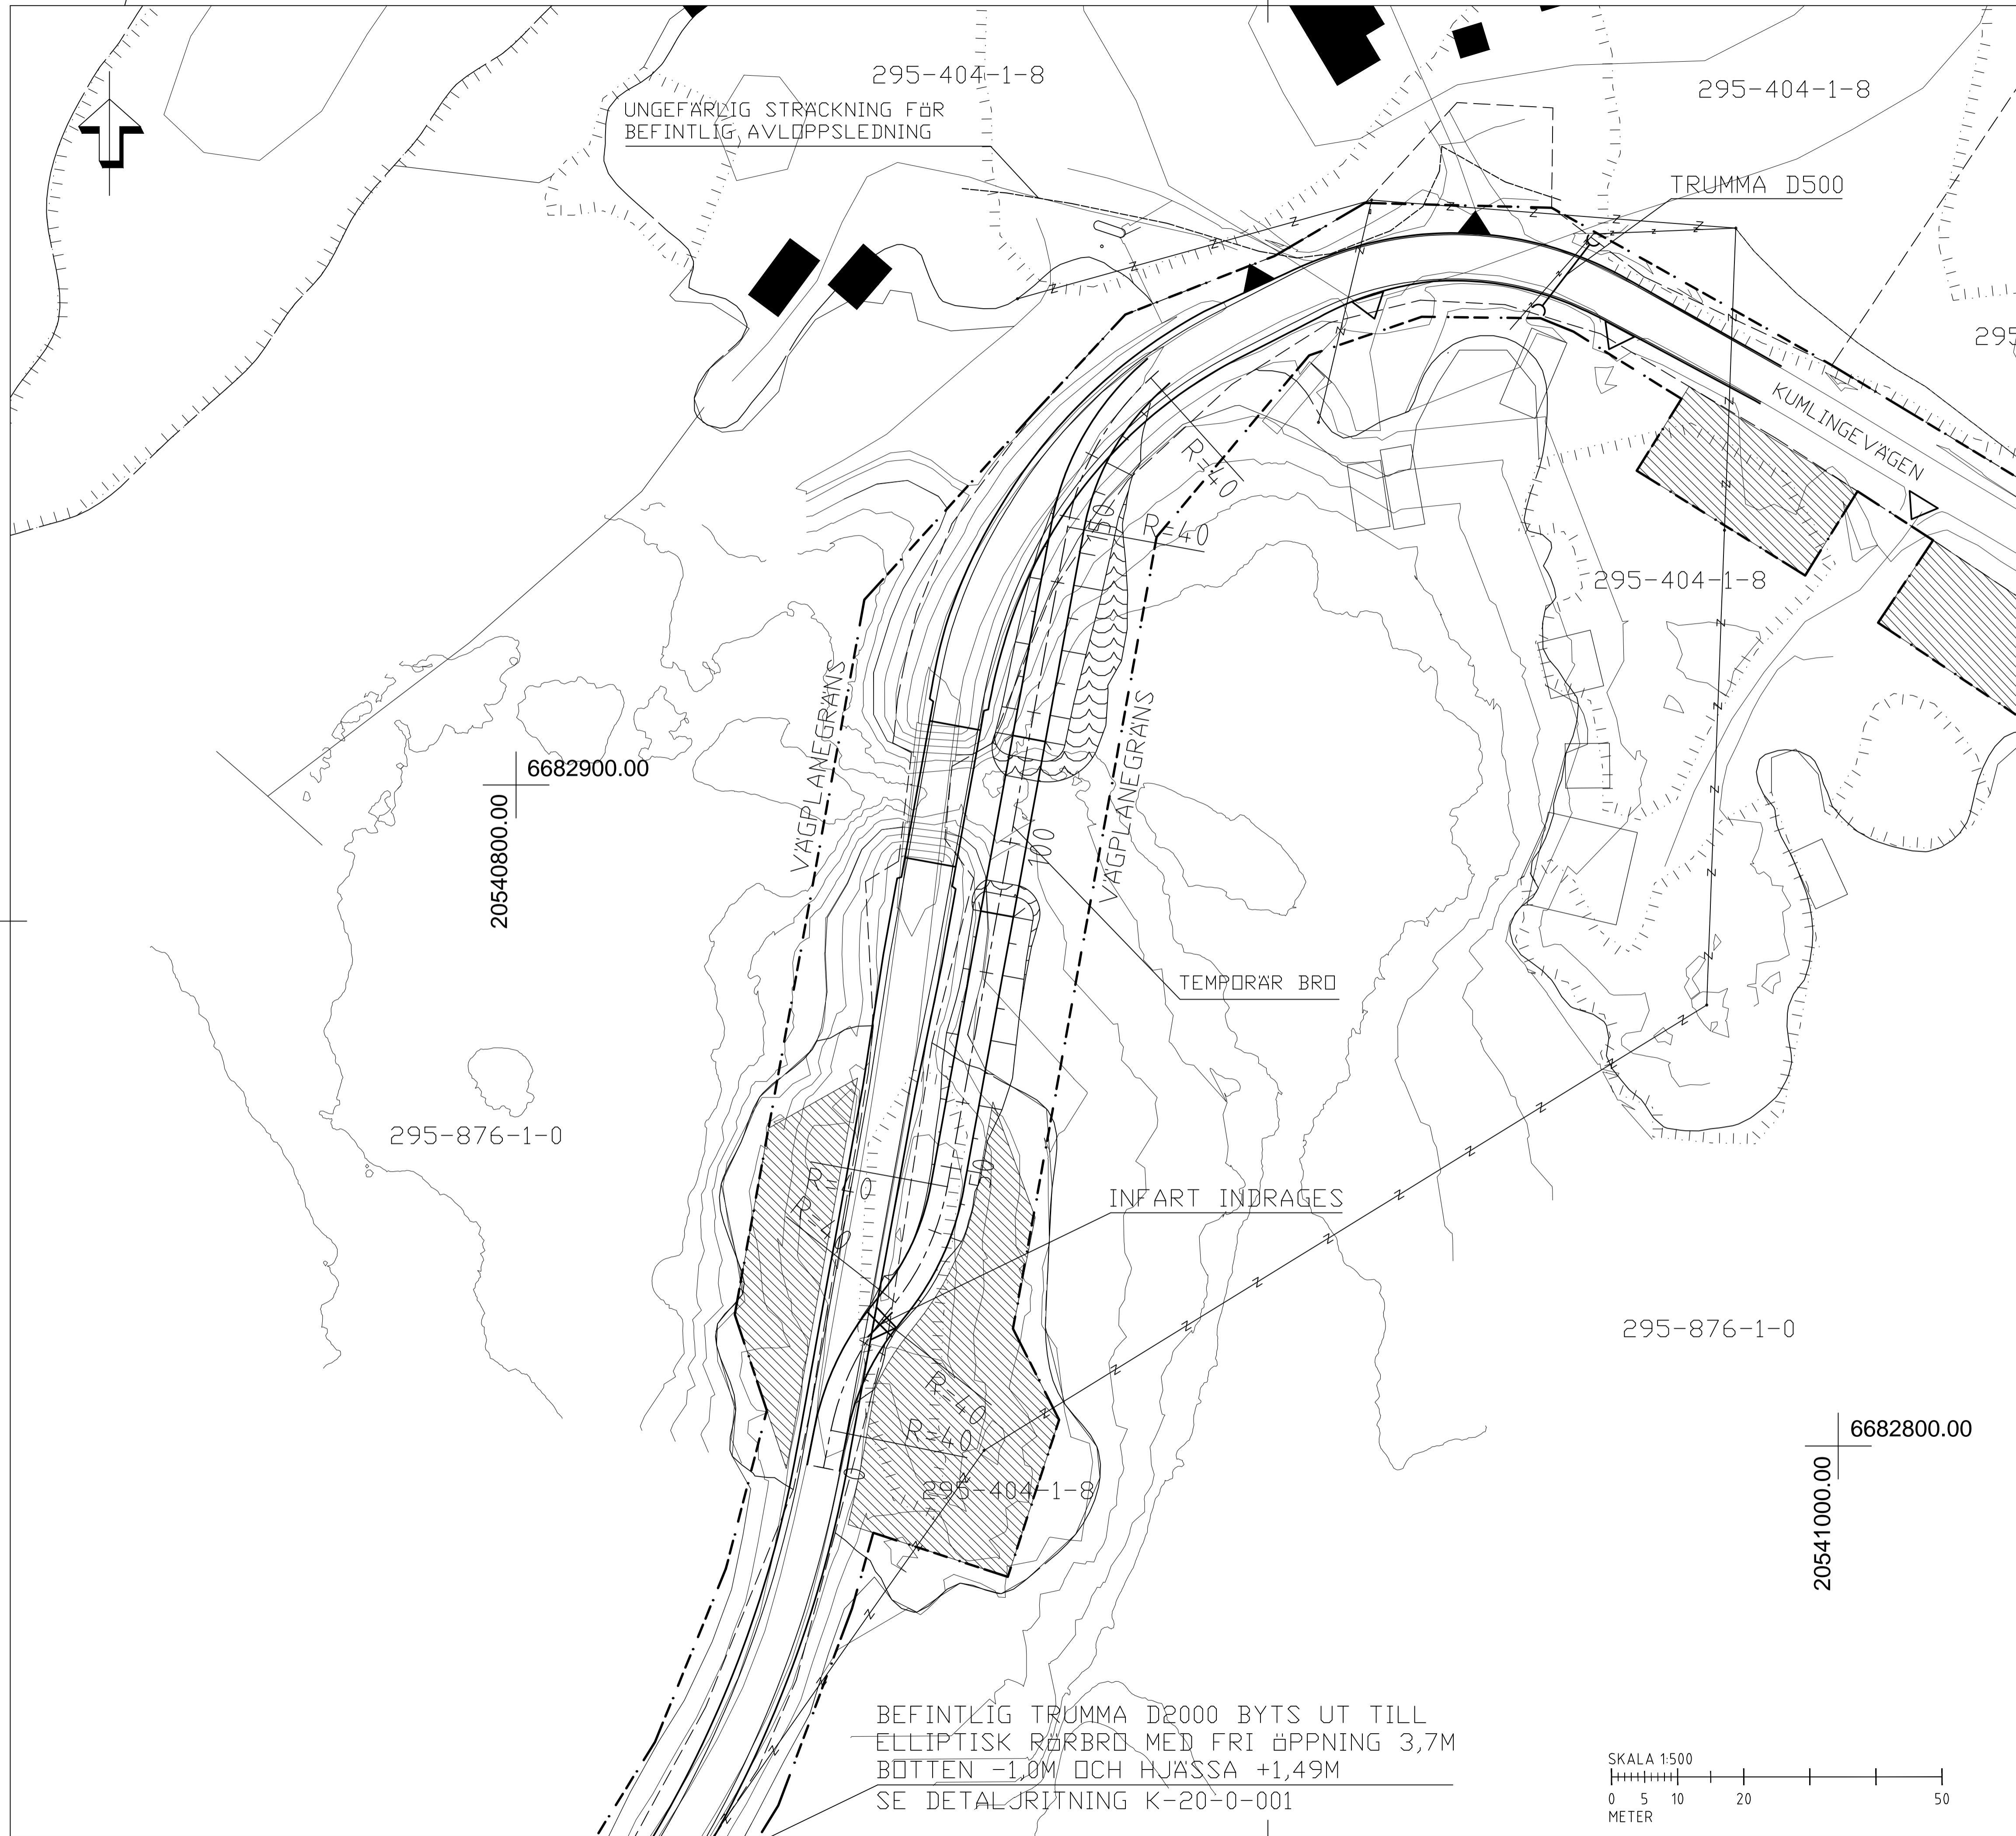 295-404-1-8
295-404-1-8
UNGEFÄRLIG STRÄCKNING FÖR
BEFINTLIG AVLOPPSLEDNING
TRUMMA D500
295
KUMLINGEVÄGEN
R=40
R=40
150
295-404-1-8
VÄGPLANEGRÄNS
VÄGPLANEGRÄNS
6682900.00
20540800.00
100
TEMPORÄR BRO
295-876-1-0
R=40
50
R=40
INFART INDRAGES
295-876-1-0
R=40
R=40
0
295-404-1-8
6682800.00
20541000.00
BEFINTLIG TRUMMA D2000 BYTS UT TILL
ELLIPTISK RÖRBRO MED FRI ÖPPNING 3,7M
BOTTEN -1,0M OCH HJÄSSA +1,49M
SE DETALJRITNING K-20-0-001
SKALA 1:500
0 5 10 20 50
METER